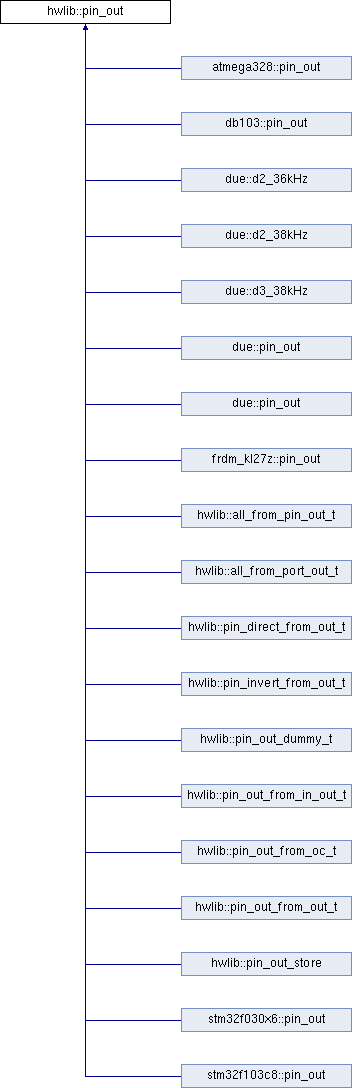 hwlib::pin_out
atmega328::pin_out
db103::pin_out
due::d2_36kHz
due::d2_38kHz
due::d3_38kHz
due::pin_out
due::pin_out
frdm_kl27z::pin_out
hwlib::all_from_pin_out_t
hwlib::all_from_port_out_t
hwlib::pin_direct_from_out_t
hwlib::pin_invert_from_out_t
hwlib::pin_out_dummy_t
hwlib::pin_out_from_in_out_t
hwlib::pin_out_from_oc_t
hwlib::pin_out_from_out_t
hwlib::pin_out_store
stm32f030x6::pin_out
stm32f103c8::pin_out